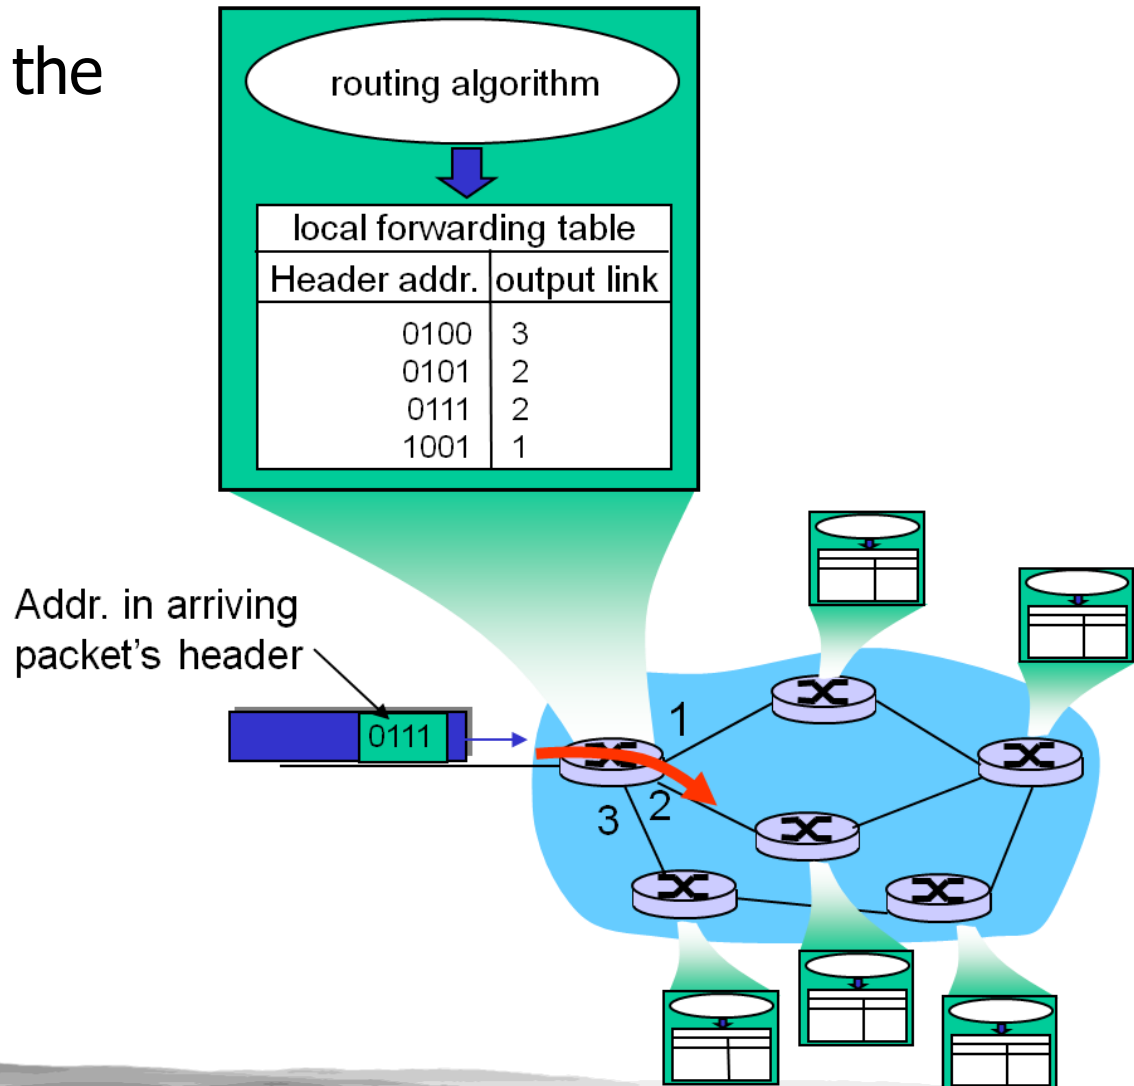 the
routing algorithm
local forwarding table
Header addr. output link
0100 3
0101 2
0111 2
1001 1
Addr. in arriving
packet's header
0111
1
2
3